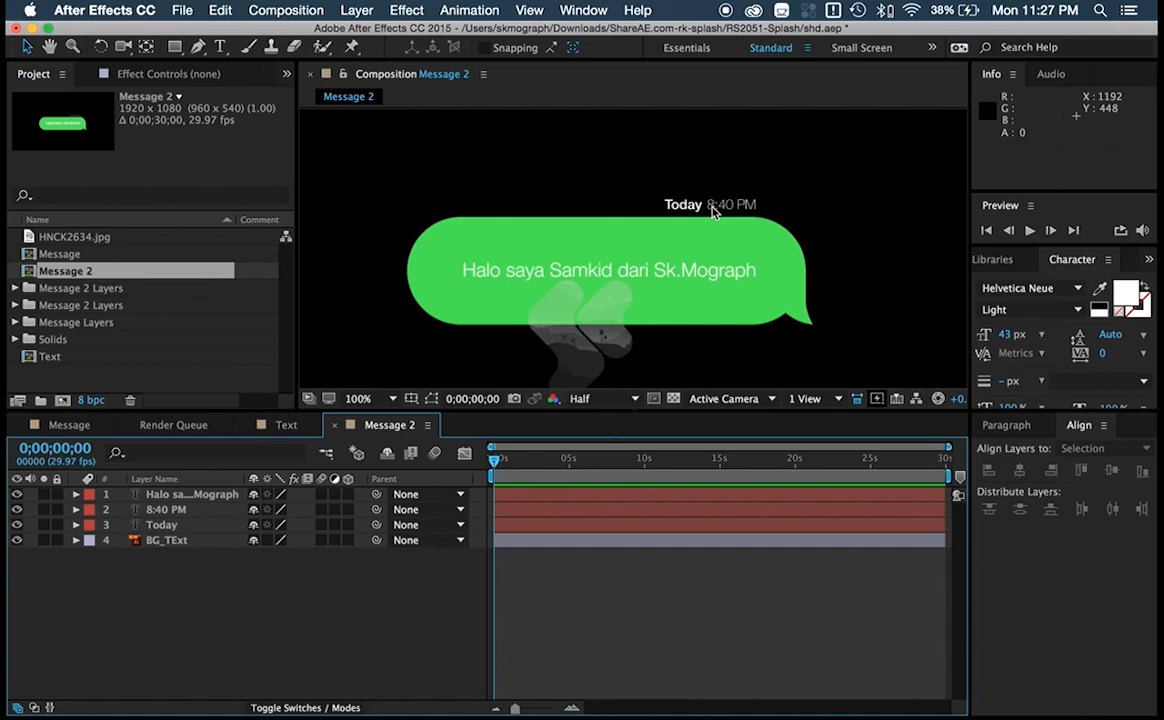 After Effects CC File Edit Composition Layer Effect Animation View Window Help 38% Mon 11:27 PM
Adobe After Effects CC 2015 - /Users/skmograph/Downloads/ShareAE.com-rk-splash/RS2051-Splash/shd.aep *
Snapping Essentials Standard Small Screen Search Help
Project Effect Controls (none) Composition Message 2 Info Audio
Message 2
1920 x 1080 (960 x 540) (1.00)
Δ 0;00;30;00, 29.97 fps
Message 2
R :
G :
B :
A : 0
X : 1192
Y : 448
Today 8:40 PM
Halo saya Samkid dari Sk.Mograph
Preview
Name Comment
HNCK2634.jpg
Message
Message 2
Message 2 Layers
Message 2 Layers
Message Layers
Solids
Text
Libraries Character
Helvetica Neue
Light
43 px Auto
Metrics 0
- px
8 bpc
100% 0;00;00;00 Half Active Camera 1 View +0.
Message Render Queue Text Message 2
Paragraph Align
0;00;00;00
00000 (29.97 fps)
0s 05s 10s 15s 20s 25s 30s
Align Layers to: Selection
Distribute Layers:
# Layer Name Parent
1 Halo sa....Mograph None
2 8:40 PM None
3 Today None
4 BG_TExt None
Toggle Switches / Modes